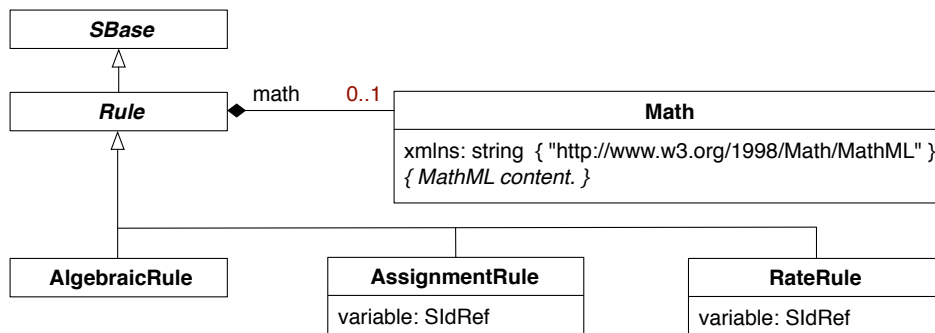 SBase
Rule
math 0..1
Math
xmlns: string { "http://www.w3.org/1998/Math/MathML" }
{ MathML content. }
AlgebraicRule
AssignmentRule
variable: SIdRef
RateRule
variable: SIdRef